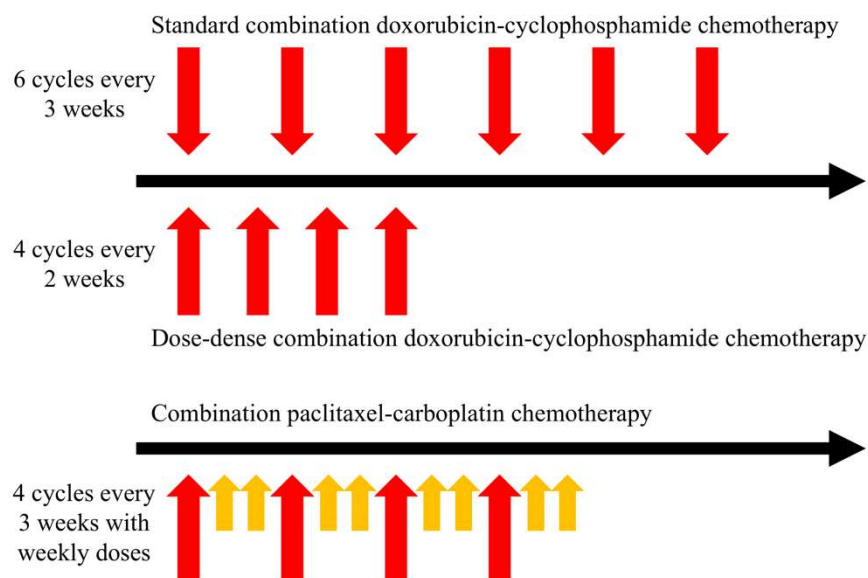 Standard combination doxorubicin-cyclophosphamide chemotherapy
6 cycles every
3 weeks
4 cycles every
2 weeks
Dose-dense combination doxorubicin-cyclophosphamide chemotherapy
Combination paclitaxel-carboplatin chemotherapy
4 cycles every
3 weeks with
weekly doses